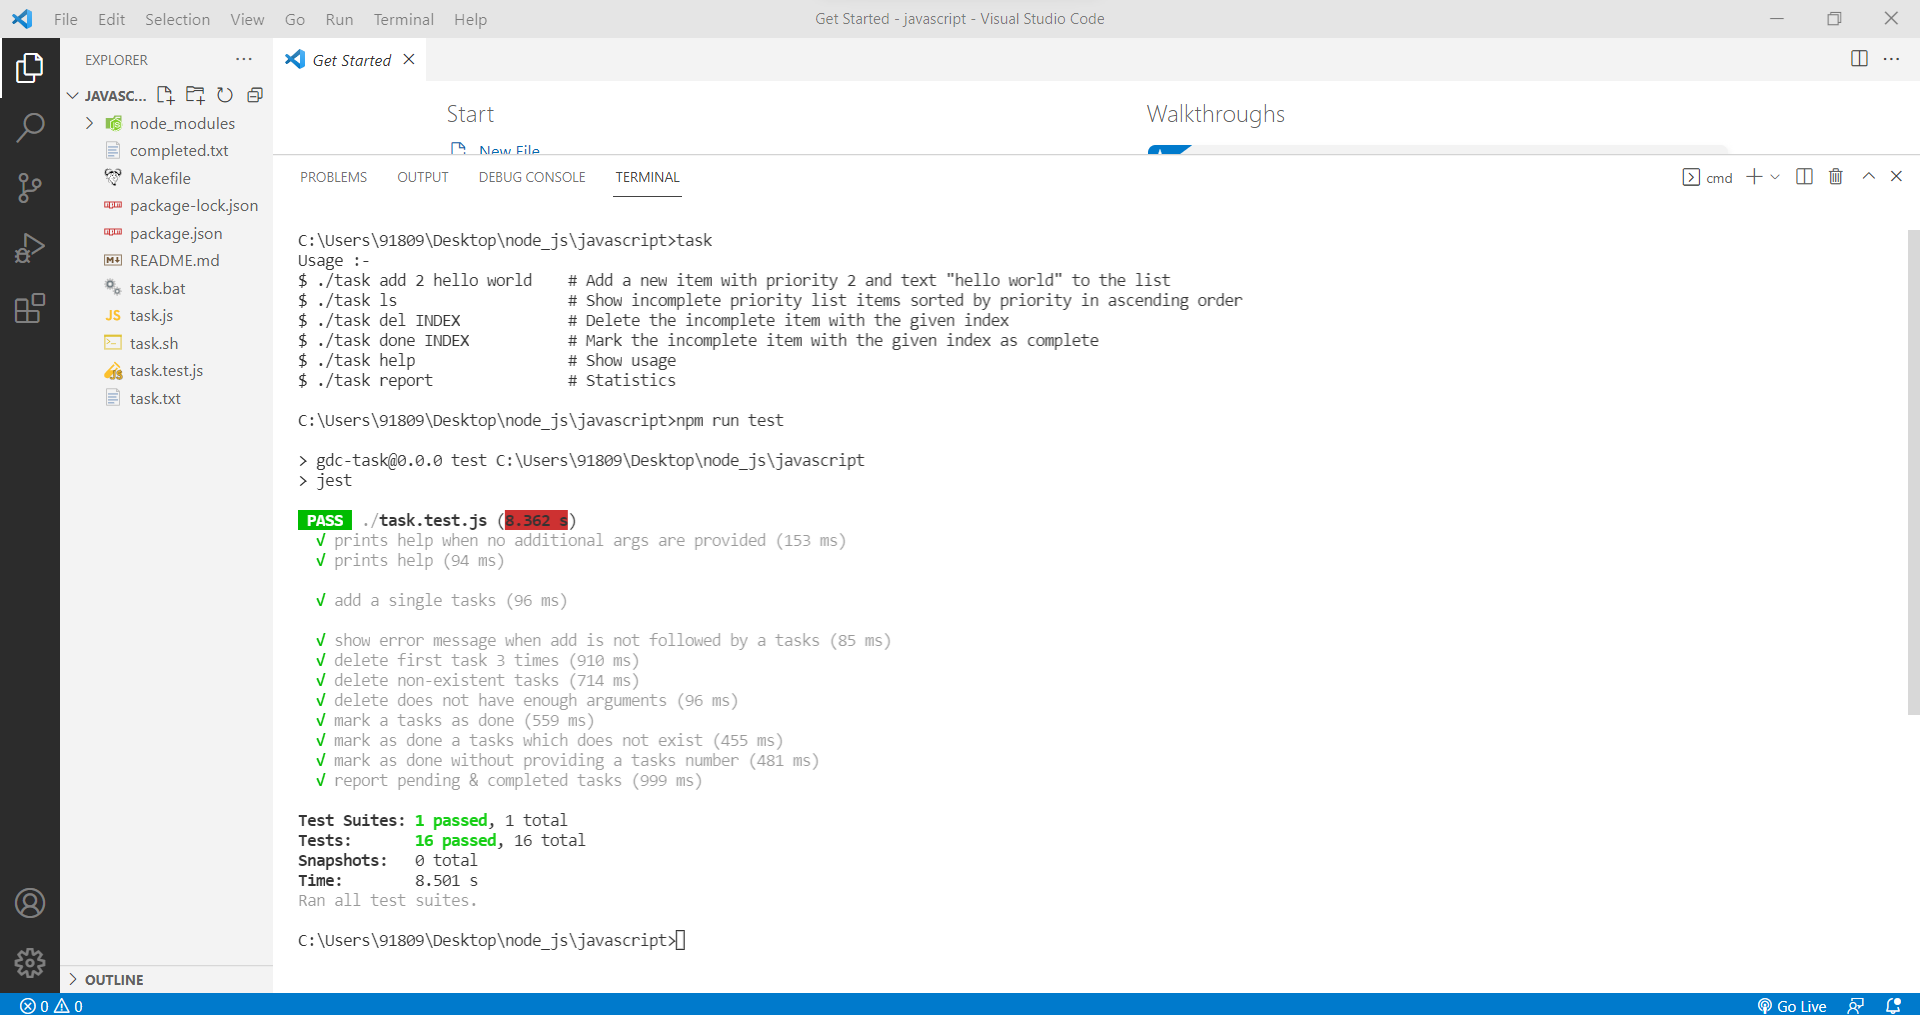 File Edit Selection View Go Run Terminal Help
Get Started - javascript - Visual Studio Code
EXPLORER
JAVASC...
node_modules
completed.txt
Makefile
package-lock.json
package.json
README.md
task.bat
JS task.js
task.sh
task.test.js
task.txt
OUTLINE
Get Started
Start
New File
Walkthroughs
PROBLEMS OUTPUT DEBUG CONSOLE TERMINAL
cmd
C:\Users\91809\Desktop\node_js\javascript>task
Usage :-
$ ./task add 2 hello world    # Add a new item with priority 2 and text "hello world" to the list
$ ./task ls                   # Show incomplete priority list items sorted by priority in ascending order
$ ./task del INDEX            # Delete the incomplete item with the given index
$ ./task done INDEX           # Mark the incomplete item with the given index as complete
$ ./task help                 # Show usage
$ ./task report               # Statistics
C:\Users\91809\Desktop\node_js\javascript>npm run test
> gdc-task@0.0.0 test C:\Users\91809\Desktop\node_js\javascript
> jest
PASS ./task.test.js (8.362 s)
√ prints help when no additional args are provided (153 ms)
√ prints help (94 ms)
√ add a single tasks (96 ms)
√ show error message when add is not followed by a tasks (85 ms)
√ delete first task 3 times (910 ms)
√ delete non-existent tasks (714 ms)
√ delete does not have enough arguments (96 ms)
√ mark a tasks as done (559 ms)
√ mark as done a tasks which does not exist (455 ms)
√ mark as done without providing a tasks number (481 ms)
√ report pending & completed tasks (999 ms)
Test Suites: 1 passed, 1 total
Tests:       16 passed, 16 total
Snapshots:   0 total
Time:        8.501 s
Ran all test suites.
C:\Users\91809\Desktop\node_js\javascript>
0 0
Go Live